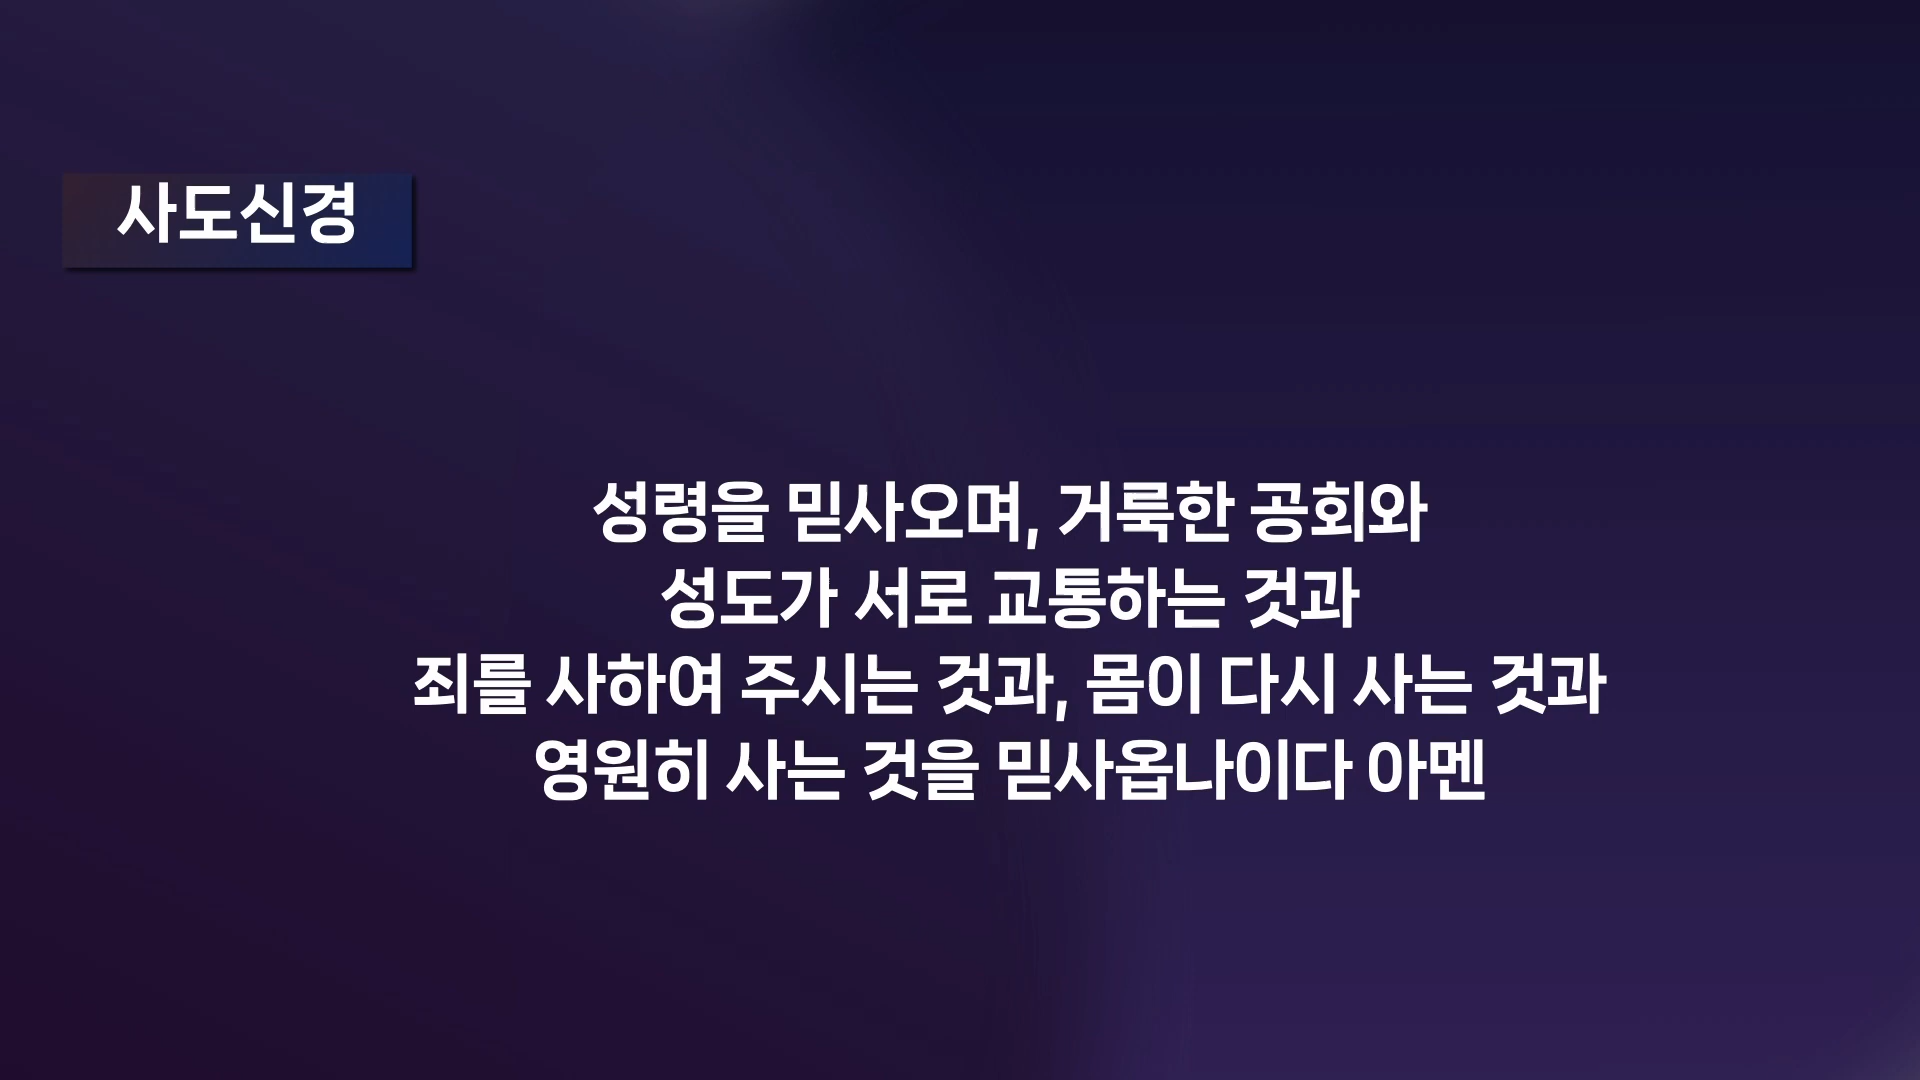 사도신경
성령을 믿사오며, 거룩한 공회와
성도가 서로 교통하는 것과
죄를 사하여 주시는 것과, 몸이 다시 사는 것과
영원히 사는 것을 믿사옵나이다 아멘